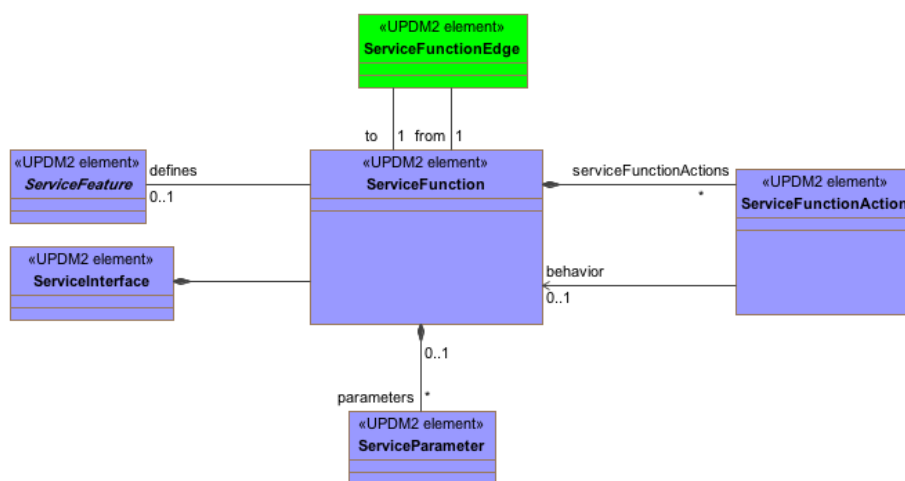 «UPDM2 element»
ServiceFunctionEdge
to 1 from 1
«UPDM2 element»
ServiceFeature
defines
0..1
«UPDM2 element»
ServiceFunction
serviceFunctionActions
*
«UPDM2 element»
ServiceFunctionAction
«UPDM2 element»
ServiceInterface
behavior
0..1
0..1
parameters *
«UPDM2 element»
ServiceParameter